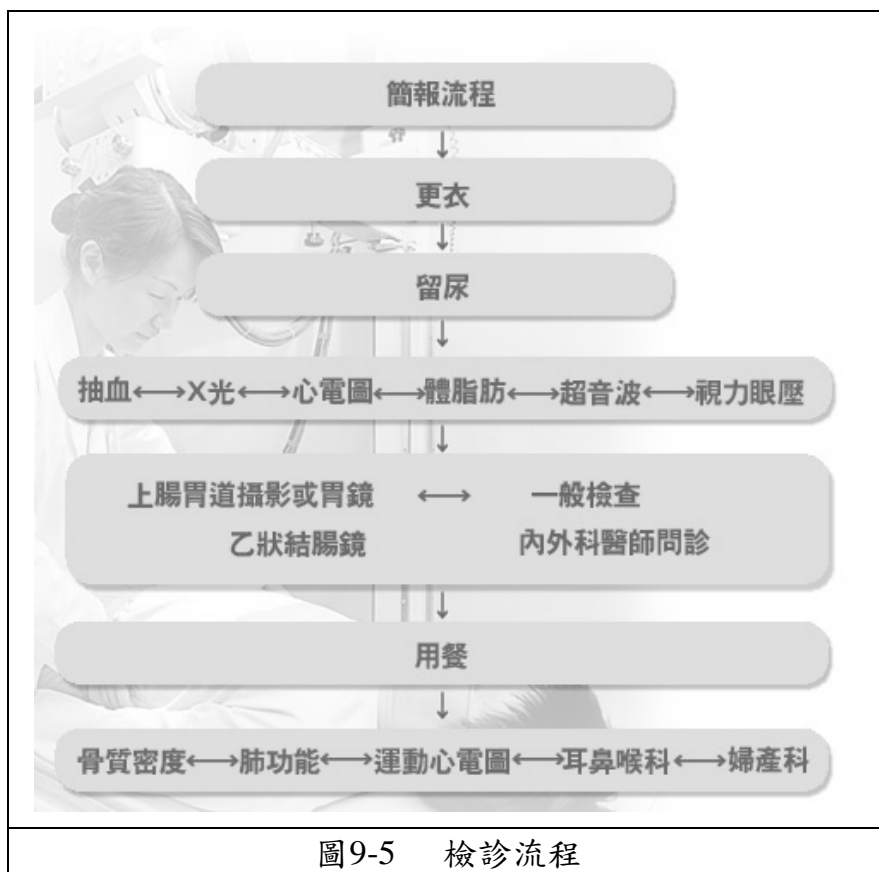 簡報流程
↓
更衣
↓
留尿
↓
抽血←→X光←→心電圖←→體脂肪←→超音波←→視力眼壓
↓
上腸胃道攝影或胃鏡 ←→ 一般檢查
乙狀結腸鏡 內外科醫師問診
↓
用餐
↓
骨質密度←→肺功能←→運動心電圖←→耳鼻喉科←→婦產科
圖9-5 檢診流程